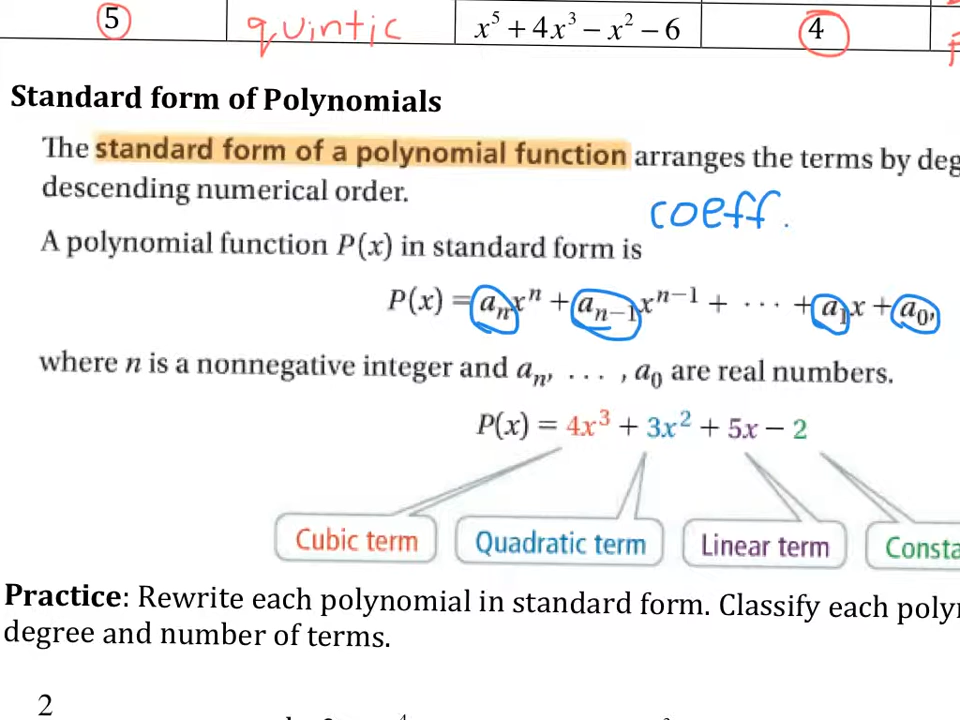 5 quintic x⁵ + 4x³ − x² − 6 4
Standard form of Polynomials
The standard form of a polynomial function arranges the terms by deg
descending numerical order.
coeff.
A polynomial function P(x) in standard form is
P(x) = aₙxⁿ + aₙ₋₁xⁿ⁻¹ + ··· + a₁x + a₀,
where n is a nonnegative integer and aₙ, ... , a₀ are real numbers.
P(x) = 4x³ + 3x² + 5x − 2
Cubic term Quadratic term Linear term Consta
Practice: Rewrite each polynomial in standard form. Classify each polyn
degree and number of terms.
2